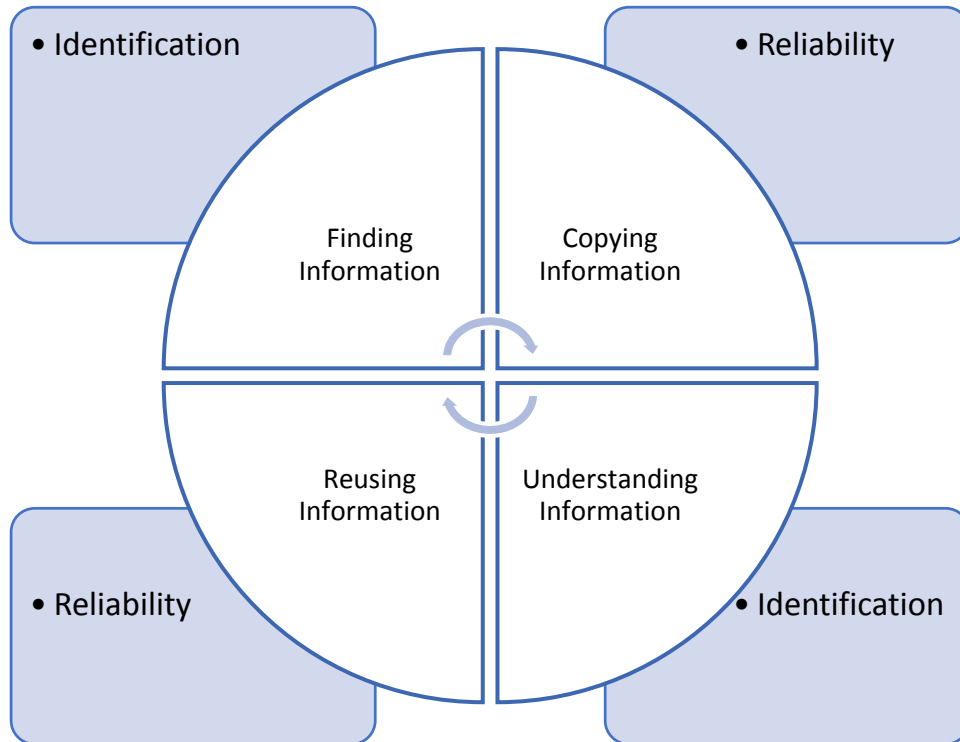 • Identification
• Reliability
Finding
Information
Copying
Information
Reusing
Information
Understanding
Information
• Reliability
• Identification